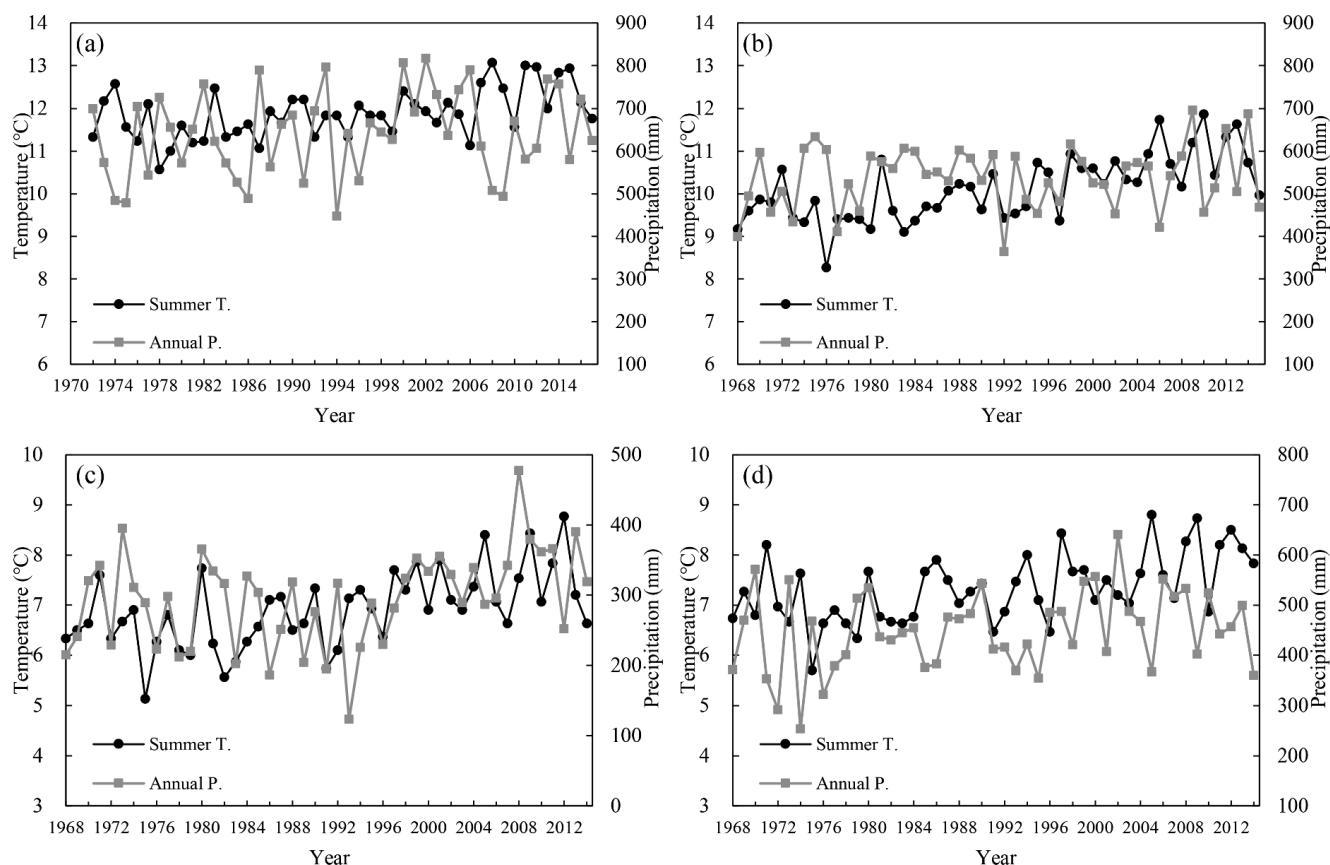 (a)
Temperature (°C)
14
13
12
11
10
9
8
7
6
900
800
700
600
500
400
300
200
100
Precipitation (mm)
Summer T.
Annual P.
1970 1974 1978 1982 1986 1990 1994 1998 2002 2006 2010 2014
Year
(b)
Temperature (°C)
14
13
12
11
10
9
8
7
6
900
800
700
600
500
400
300
200
100
Precipitation (mm)
Summer T.
Annual P.
1968 1972 1976 1980 1984 1988 1992 1996 2000 2004 2008 2012
Year
(c)
Temperature (°C)
10
9
8
7
6
5
4
3
500
400
300
200
100
0
Precipitation (mm)
Summer T.
Annual P.
1968 1972 1976 1980 1984 1988 1992 1996 2000 2004 2008 2012
Year
(d)
Temperature (°C)
10
9
8
7
6
5
4
3
800
700
600
500
400
300
200
100
Precipitation (mm)
Summer T.
Annual P.
1968 1972 1976 1980 1984 1988 1992 1996 2000 2004 2008 2012
Year